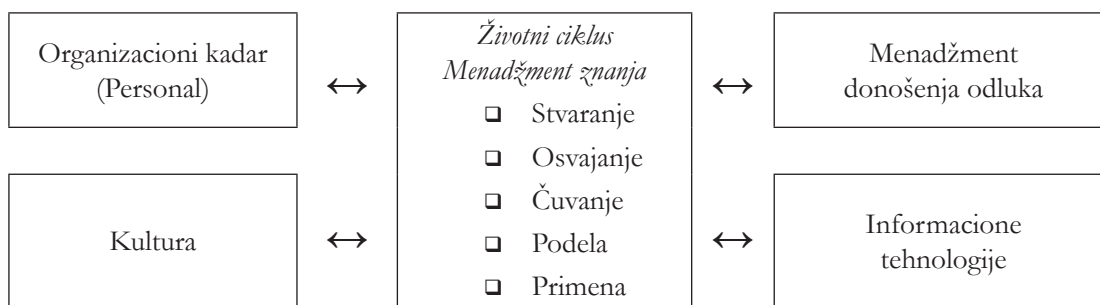 Organizacioni kadar
(Personal)
↔
Životni ciklus
Menadžment znanja
❑ Stvaranje
❑ Osvajanje
❑ Čuvanje
❑ Podela
❑ Primena
↔
Menadžment
donošenja odluka
Kultura
↔
↔
Informacione
tehnologije